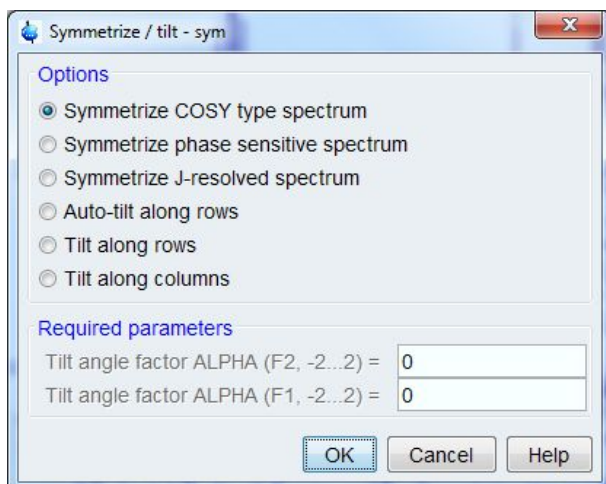 Symmetrize / tilt - sym
Options
Symmetrize COSY type spectrum
Symmetrize phase sensitive spectrum
Symmetrize J-resolved spectrum
Auto-tilt along rows
Tilt along rows
Tilt along columns
Required parameters
Tilt angle factor ALPHA (F2, -2...2) = 0
Tilt angle factor ALPHA (F1, -2...2) = 0
OK Cancel Help